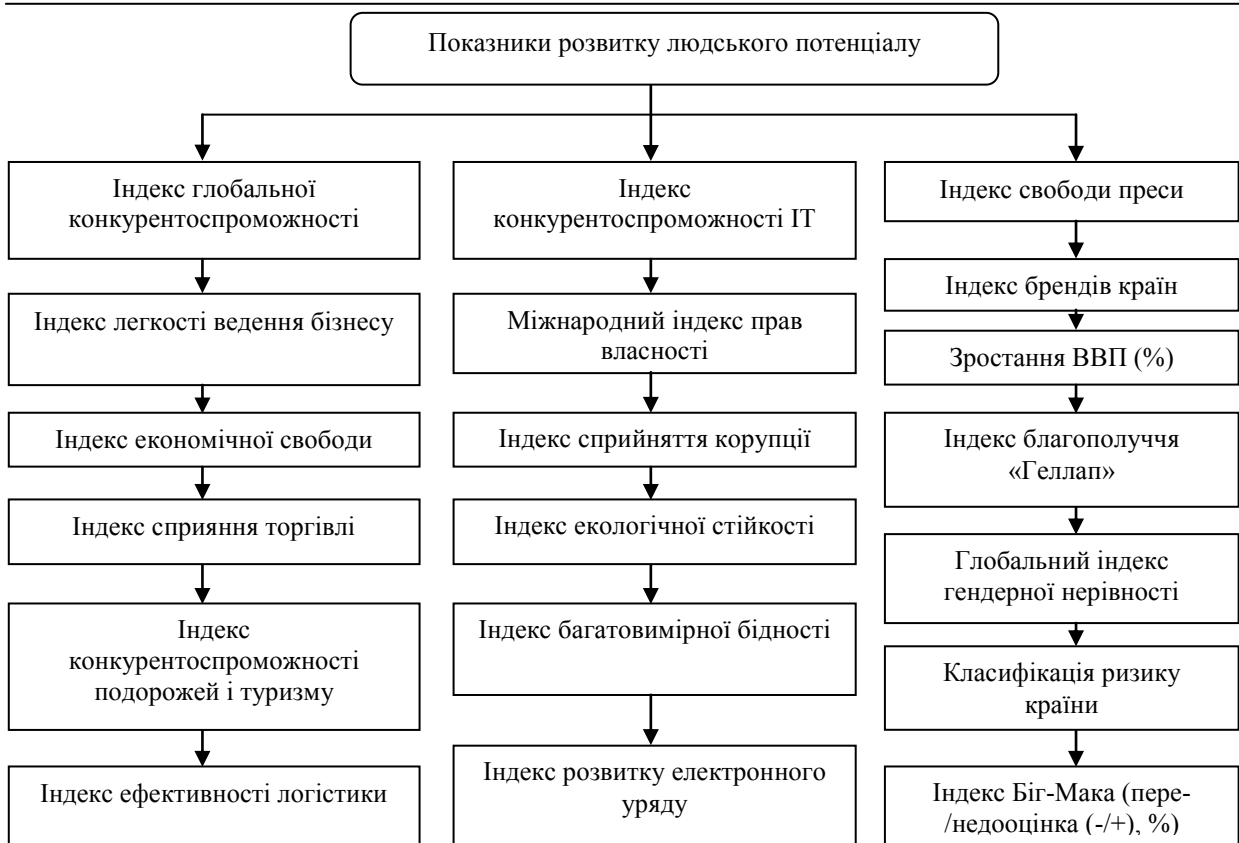 Показники розвитку людського потенціалу
Індекс глобальної
конкурентоспроможності
Індекс легкості ведення бізнесу
Індекс економічної свободи
Індекс сприяння торгівлі
Індекс
конкурентоспроможності
подорожей і туризму
Індекс ефективності логістики
Індекс
конкурентоспроможності ІТ
Міжнародний індекс прав
власності
Індекс сприйняття корупції
Індекс екологічної стійкості
Індекс багатовимірної бідності
Індекс розвитку електронного
уряду
Індекс свободи преси
Індекс брендів країн
Зростання ВВП (%)
Індекс благополуччя
«Геллап»
Глобальний індекс
гендерної нерівності
Класифікація ризику
країни
Індекс Біг-Мака (пере-
/недооцінка (-/+), %)